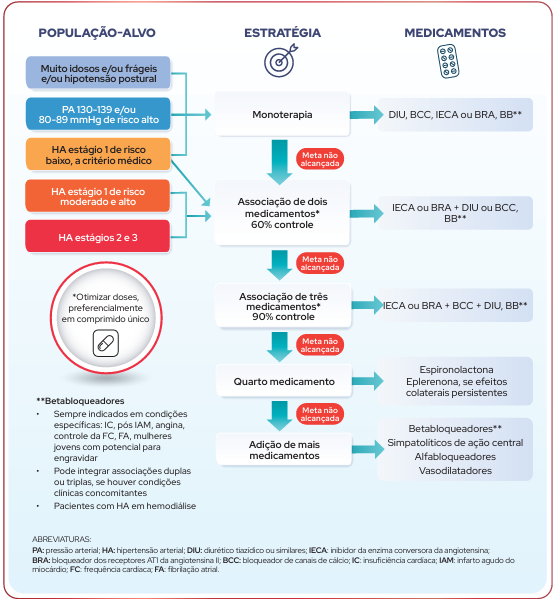 POPULAÇÃO-ALVO
ESTRATÉGIA
MEDICAMENTOS
Muito idosos e/ou frágeis
e/ou hipotensão postural
PA 130-139 e/ou
80-89 mmHg de risco alto
HA estágio 1 de risco
baixo, a critério médico
HA estágio 1 de risco
moderado e alto
HA estágios 2 e 3
Monoterapia
DIU, BCC, IECA ou BRA, BB**
Meta não
alcançada
Associação de dois
medicamentos*
60% controle
IECA ou BRA + DIU ou BCC,
BB**
Meta não
alcançada
Associação de três
medicamentos*
90% controle
IECA ou BRA + BCC + DIU, BB**
Meta não
alcançada
Quarto medicamento
Espironolactona
Eplerenona, se efeitos
colaterais persistentes
Meta não
alcançada
Adição de mais
medicamentos
Betabloqueadores**
Simpatolíticos de ação central
Alfabloqueadores
Vasodilatadores
*Otimizar doses,
preferencialmente
em comprimido único
**Betabloqueadores
• Sempre indicados em condições
específicas: IC, pós IAM, angina,
controle da FC, FA, mulheres
jovens com potencial para
engravidar
• Pode integrar associações duplas
ou triplas, se houver condições
clínicas concomitantes
• Pacientes com HA em hemodiálise
ABREVIATURAS:
PA: pressão arterial; HA: hipertensão arterial; DIU: diurético tiazídico ou similares; IECA: inibidor da enzima conversora da angiotensina;
BRA: bloqueador dos receptores AT1 da angiotensina II; BCC: bloqueador de canais de cálcio; IC: insuficiência cardíaca; IAM: infarto agudo do
miocárdio; FC: frequência cardíaca; FA: fibrilação atrial.